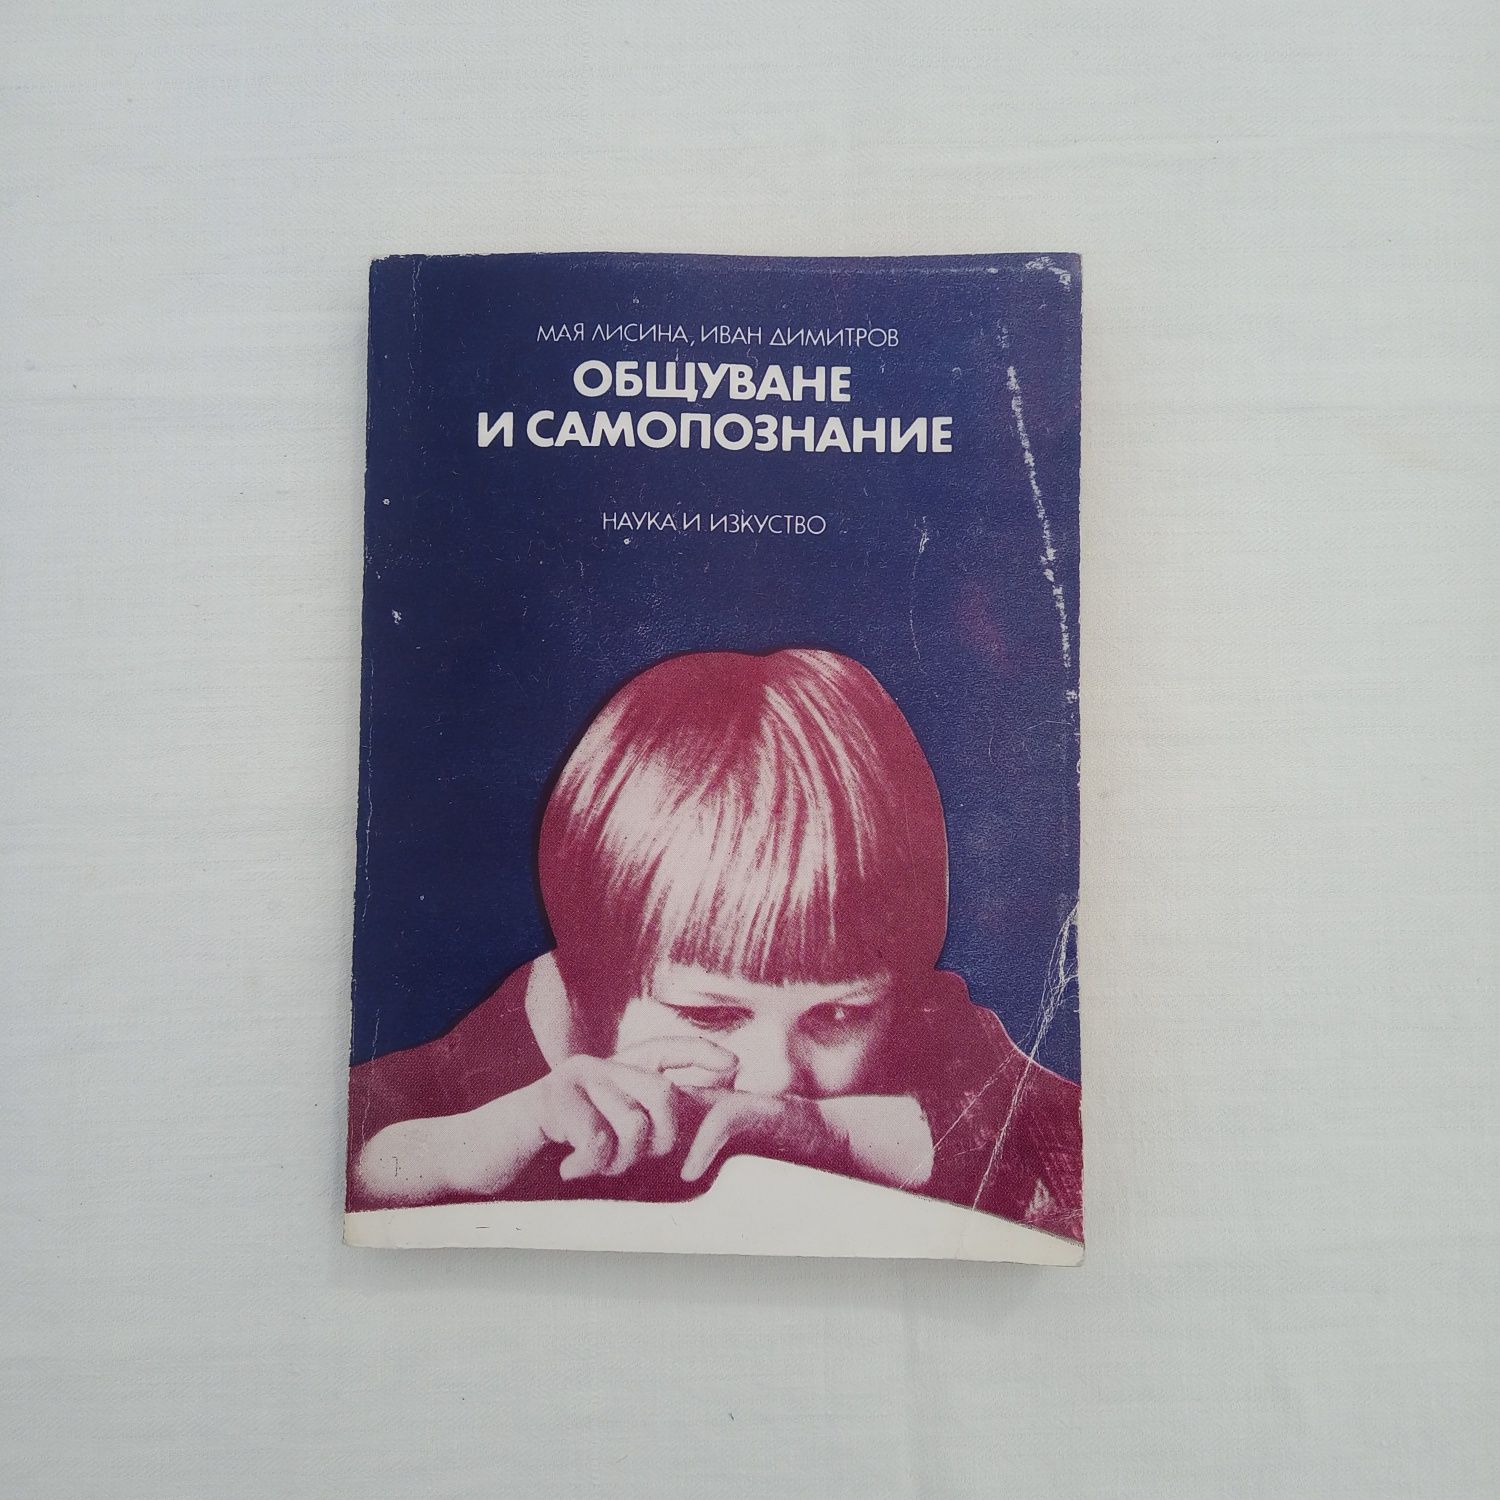 МАЯ ЛИСИНА, ИВАН ДИМИТРОВ
ОБЩУВАНЕ
И САМОПОЗНАНИЕ
НАУКА И ИЗКУСТВО